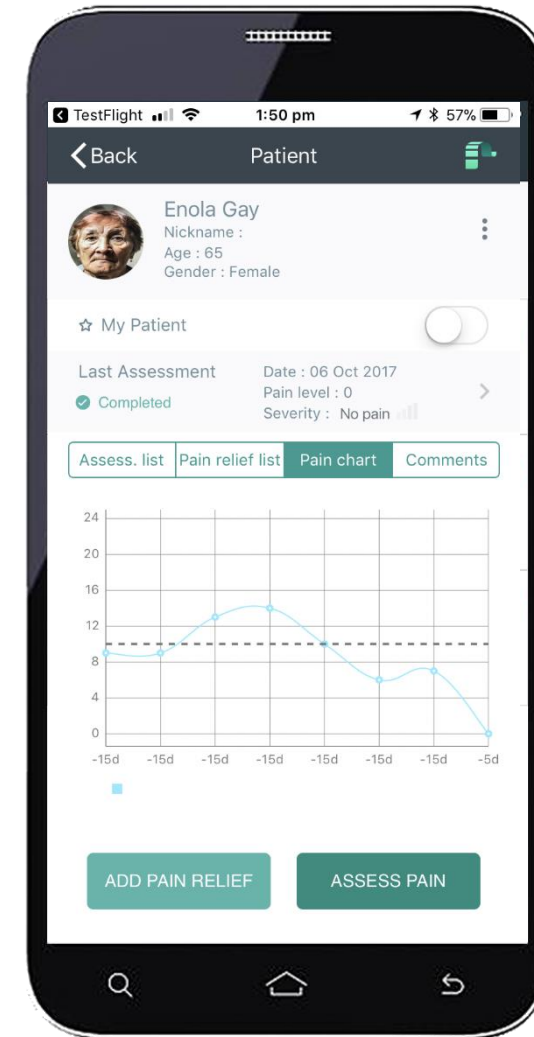 TestFlight 1:50 pm 57%
Back Patient
Enola Gay
Nickname :
Age : 65
Gender : Female
My Patient
Last Assessment Date : 06 Oct 2017
Completed Pain level : 0
Severity : No pain
Assess. list Pain relief list Pain chart Comments
24
20
16
12
8
4
0
-15d -15d -15d -15d -15d -15d -15d -5d
ADD PAIN RELIEF ASSESS PAIN